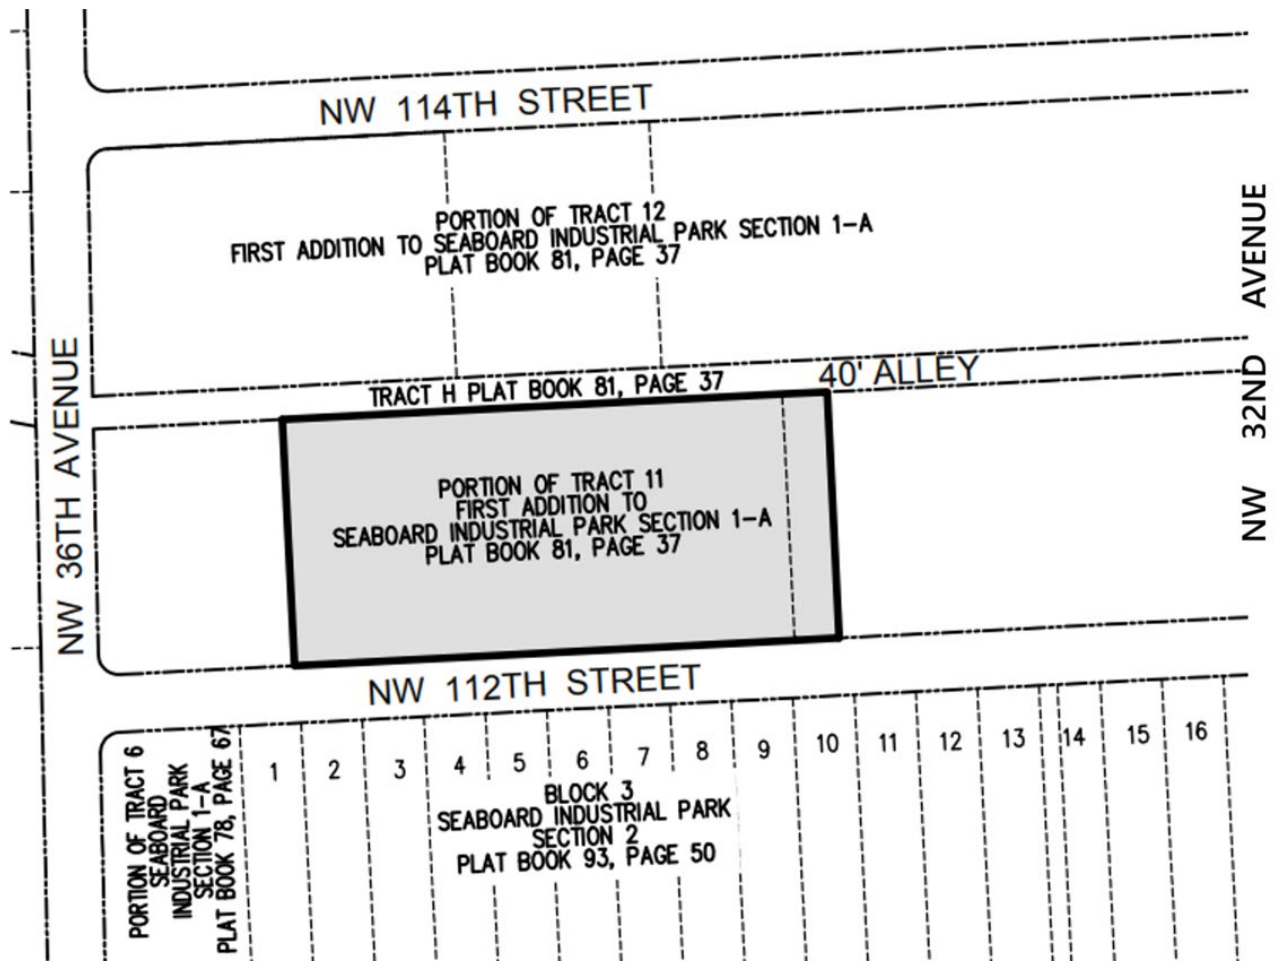 NW 114TH STREET
PORTION OF TRACT 12
FIRST ADDITION TO SEABOARD INDUSTRIAL PARK SECTION 1-A
PLAT BOOK 81, PAGE 37
NW 36TH AVENUE
NW 32ND AVENUE
TRACT H PLAT BOOK 81, PAGE 37
40' ALLEY
PORTION OF TRACT 11
FIRST ADDITION TO
SEABOARD INDUSTRIAL PARK SECTION 1-A
PLAT BOOK 81, PAGE 37
NW 112TH STREET
PORTION OF TRACT 6
SEABOARD
INDUSTRIAL PARK
SECTION 1-A
PLAT BOOK 78, PAGE 67
1 2 3 4 5 6 7 8 9 10 11 12 13 14 15 16
BLOCK 3
SEABOARD INDUSTRIAL PARK
SECTION 2
PLAT BOOK 93, PAGE 50